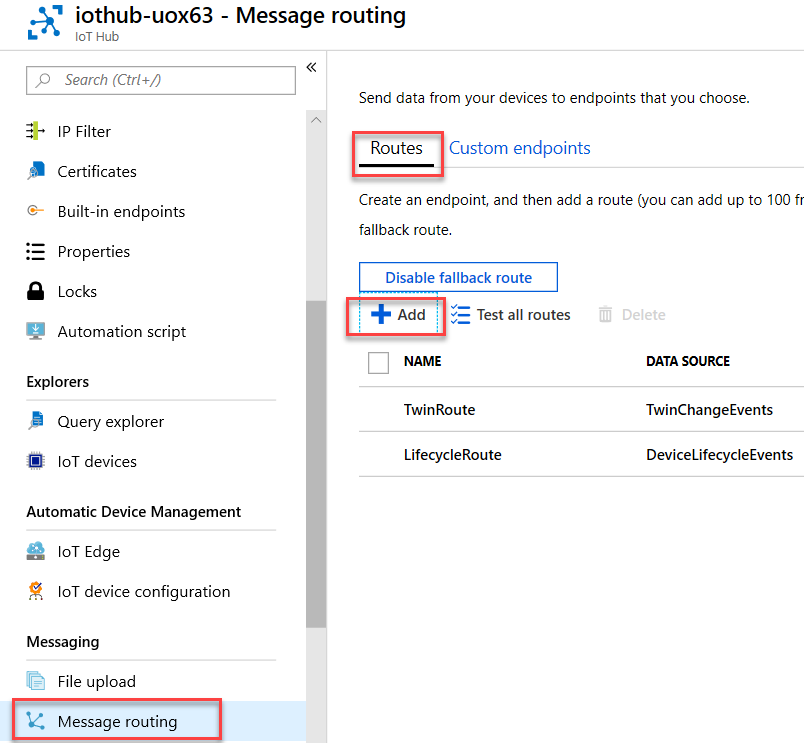 iothub-uox63 - Message routing
IoT Hub
Search (Ctrl+/)
«
IP Filter
Certificates
Built-in endpoints
Properties
Locks
Automation script
Explorers
Query explorer
IoT devices
Automatic Device Management
IoT Edge
IoT device configuration
Messaging
File upload
Message routing
Send data from your devices to endpoints that you choose.
Routes Custom endpoints
Create an endpoint, and then add a route (you can add up to 100 fr
fallback route.
Disable fallback route
Add Test all routes Delete
NAME DATA SOURCE
TwinRoute TwinChangeEvents
LifecycleRoute DeviceLifecycleEvents